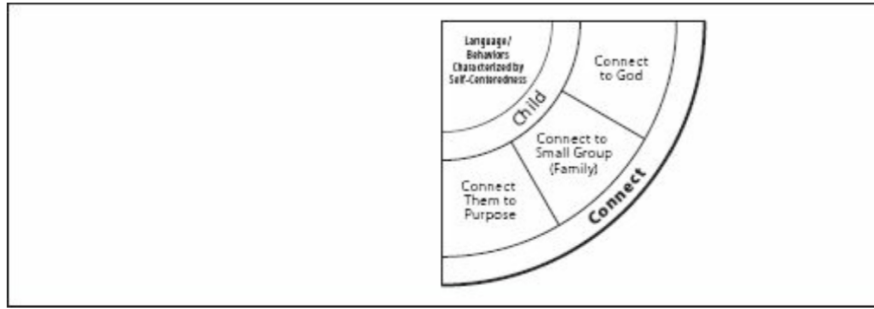 Language/
Behaviors
Characterized by
Self-Centeredness
Child
Connect
to God
Connect to
Small Group
(Family)
Connect
Them to
Purpose
Connect